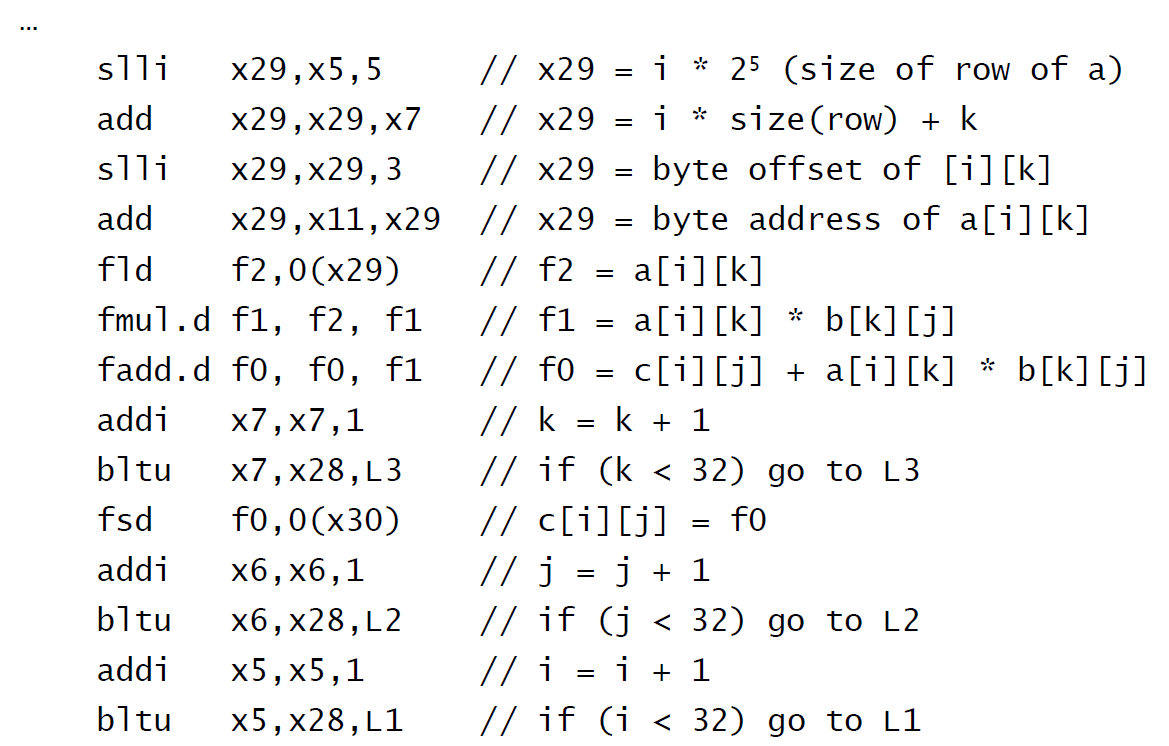 ...
slli x29,x5,5 // x29 = i * 2⁵ (size of row of a)
add x29,x29,x7 // x29 = i * size(row) + k
slli x29,x29,3 // x29 = byte offset of [i][k]
add x29,x11,x29 // x29 = byte address of a[i][k]
fld f2,0(x29) // f2 = a[i][k]
fmul.d f1, f2, f1 // f1 = a[i][k] * b[k][j]
fadd.d f0, f0, f1 // f0 = c[i][j] + a[i][k] * b[k][j]
addi x7,x7,1 // k = k + 1
bltu x7,x28,L3 // if (k < 32) go to L3
fsd f0,0(x30) // c[i][j] = f0
addi x6,x6,1 // j = j + 1
bltu x6,x28,L2 // if (j < 32) go to L2
addi x5,x5,1 // i = i + 1
bltu x5,x28,L1 // if (i < 32) go to L1